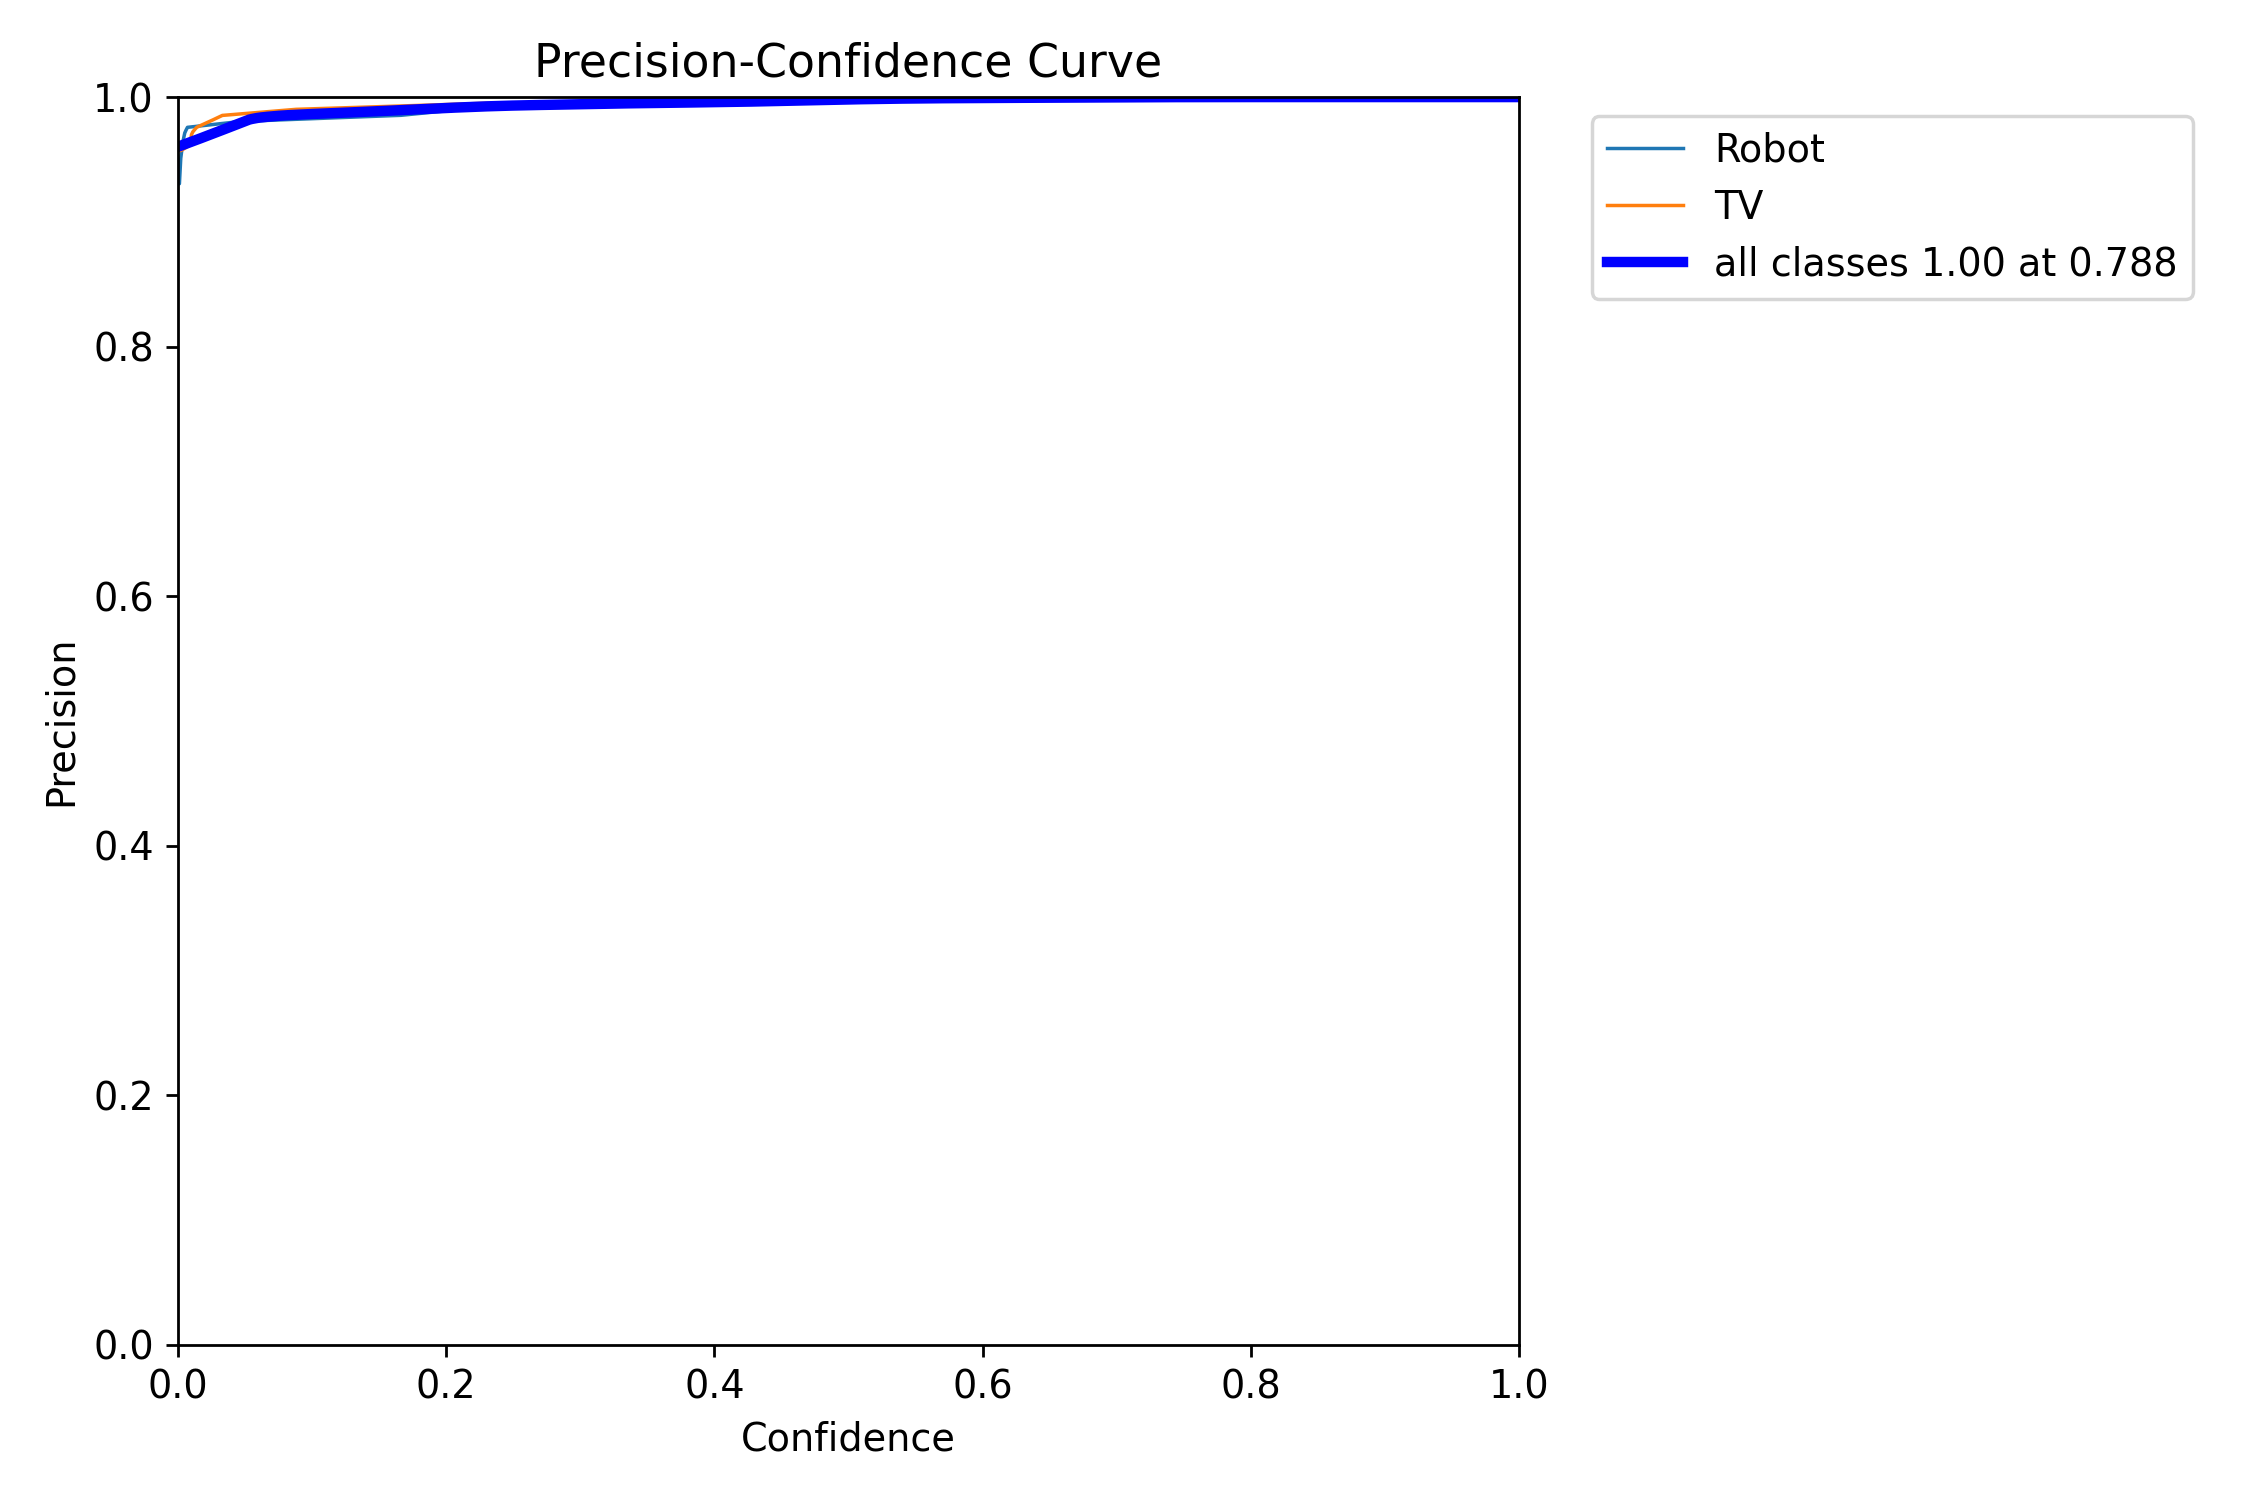 Precision-Confidence Curve
1.0
0.8
0.6
0.4
0.2
0.0
Precision
0.0 0.2 0.4 0.6 0.8 1.0
Confidence
Robot
TV
all classes 1.00 at 0.788